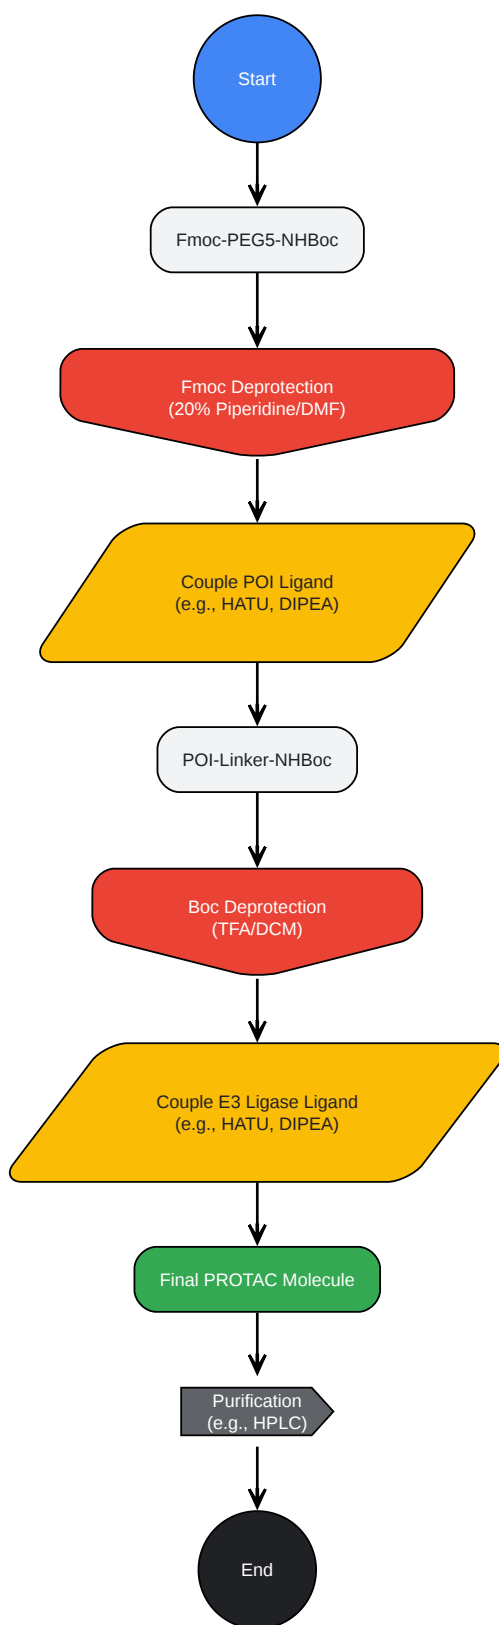 Start
Fmoc-PEG5-NHBoc
Fmoc Deprotection
(20% Piperidine/DMF)
Couple POI Ligand
(e.g., HATU, DIPEA)
POI-Linker-NHBoc
Boc Deprotection
(TFA/DCM)
Couple E3 Ligase Ligand
(e.g., HATU, DIPEA)
Final PROTAC Molecule
Purification
(e.g., HPLC)
End